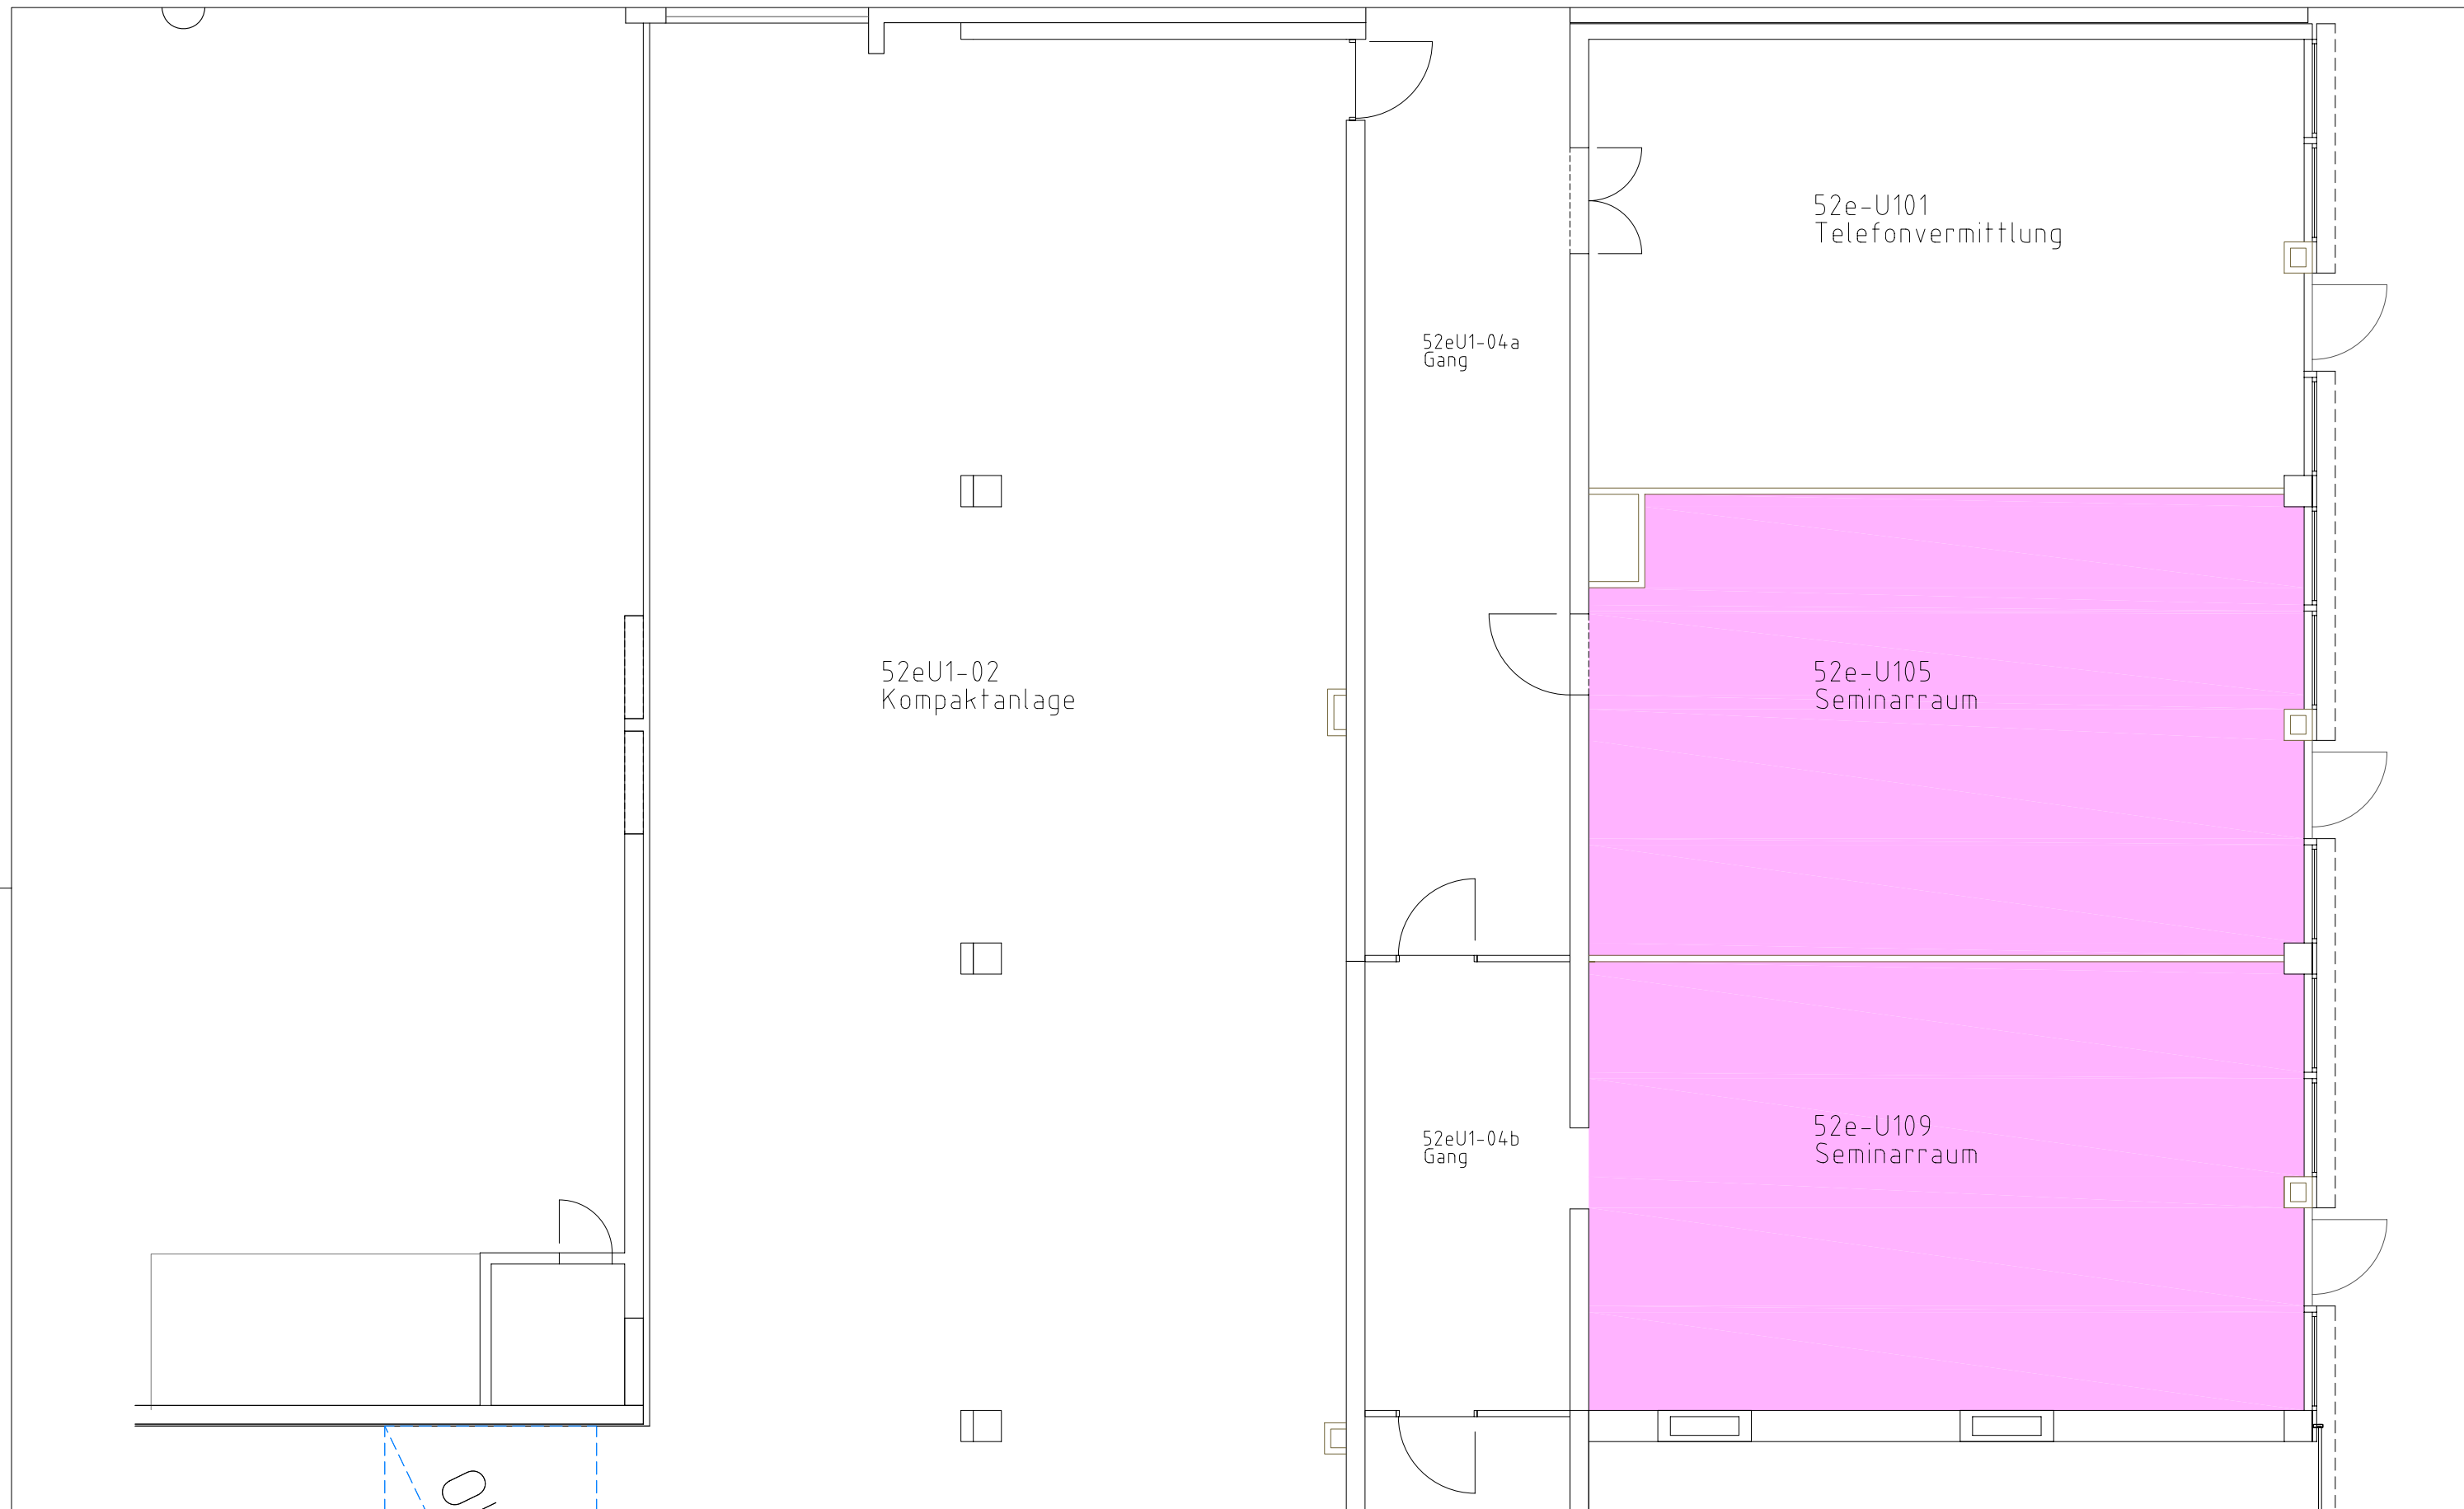 52e-U101
Telefonvermittlung
52eU1-04a
Gang
52eU1-02
Kompaktanlage
52e-U105
Seminarraum
52eU1-04b
Gang
52e-U109
Seminarraum